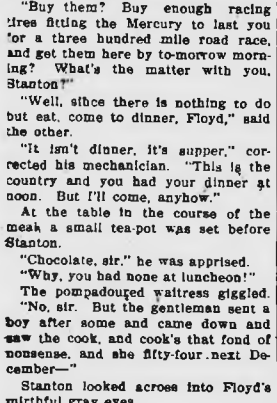 "Buy them? Buy enough racing
tires fitting the Mercury to last you
for a three hundred mile road race,
and get them here by to-morrow morn-
ing? What's the matter with you,
Stanton?"
"Well, since there is nothing to do
but eat, come to dinner, Floyd," said
the other.
"It isn't dinner, it's supper," cor-
rected his mechanician. "This is the
country and you had your dinner at
noon. But I'll come, anyhow."
At the table in the course of the
meal a small tea-pot was set before
Stanton.
"Chocolate, sir." he was apprised.
"Why, you had none at luncheon!"
The pompadoured waitress giggled.
"No, sir. But the gentleman sent a
boy after some and came down and
saw the cook, and cook's that fond of
nonsense, and she fifty-four next De-
cember—"
Stanton looked across into Floyd's
mirthful gray eyes.